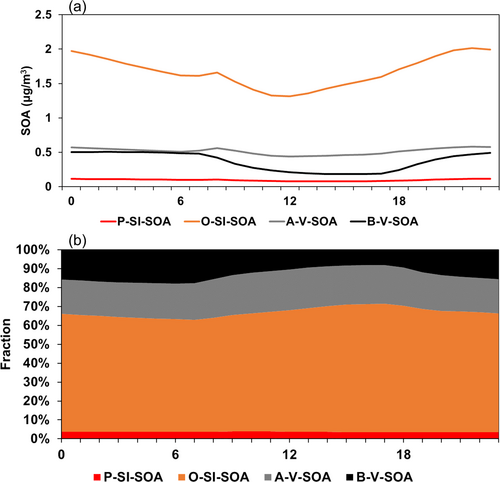 (a)
2.5
2
1.5
1
0.5
0
SOA (μg/m³)
0 6 12 18
P-SI-SOA O-SI-SOA A-V-SOA B-V-SOA
(b)
100%
90%
80%
70%
60%
50%
40%
30%
20%
10%
0%
Fraction
0 6 12 18
P-SI-SOA O-SI-SOA A-V-SOA B-V-SOA